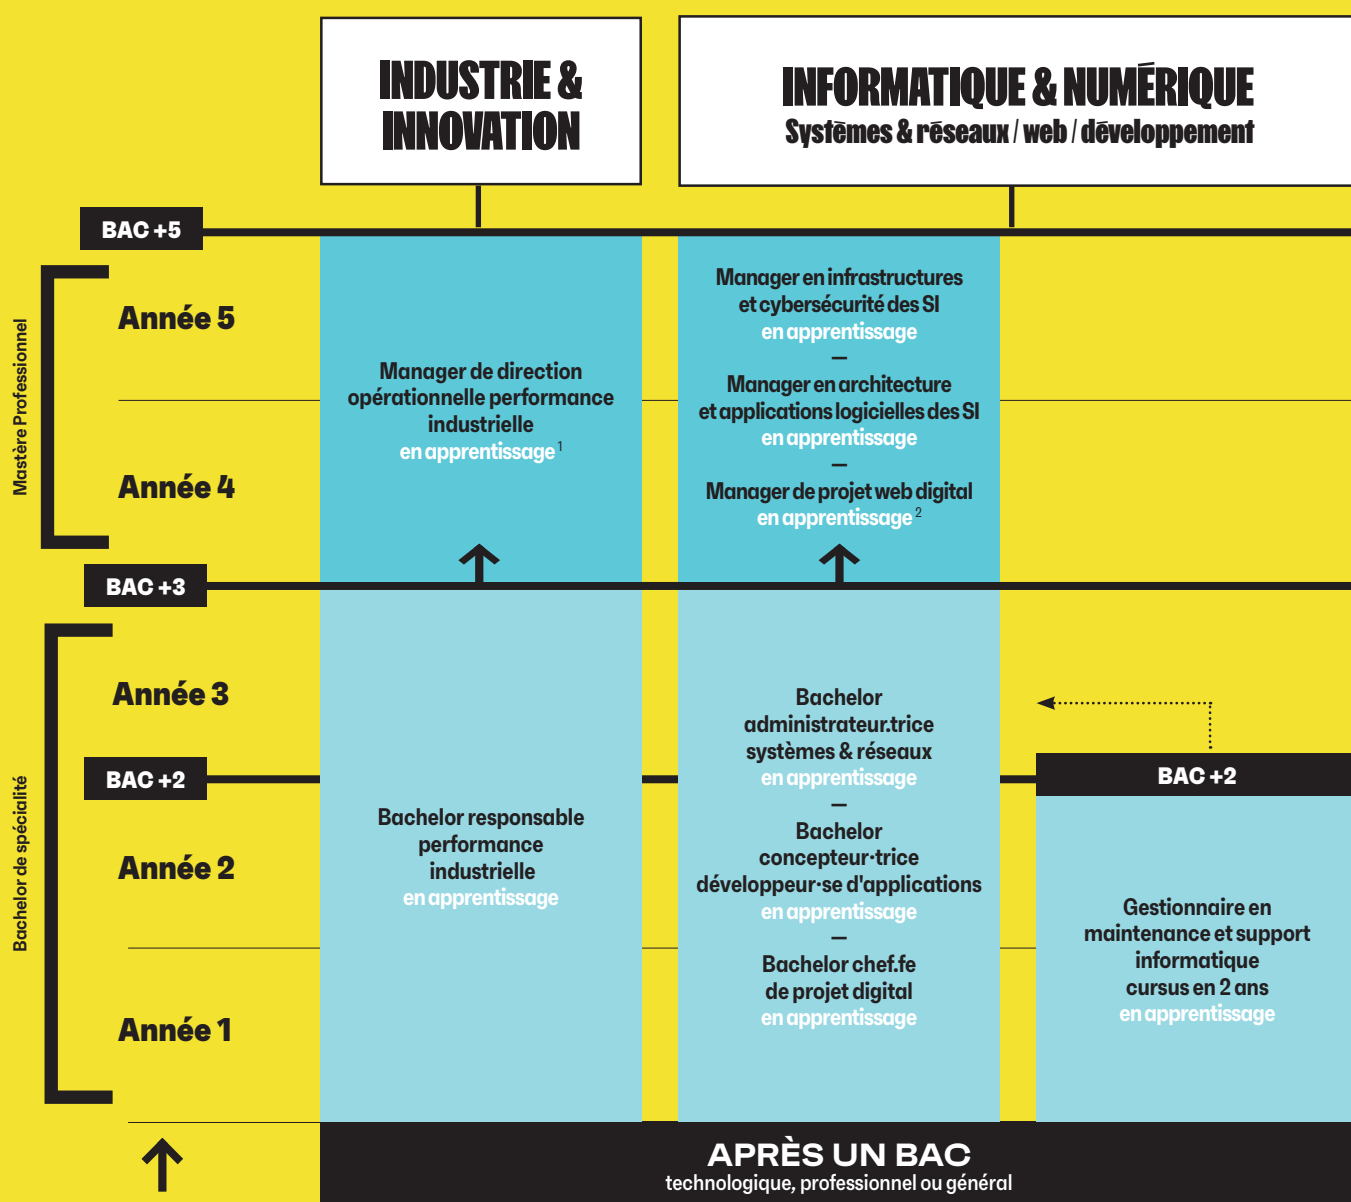 INDUSTRIE &
INNOVATION
INFORMATIQUE & NUMÉRIQUE
Systèmes & réseaux / web / développement
BAC +5
Mastère Professionnel
Année 5
Année 4
Manager de direction
opérationnelle performance
industrielle
en apprentissage 1
Manager en infrastructures
et cybersécurité des SI
en apprentissage
—
Manager en architecture
et applications logicielles des SI
en apprentissage
—
Manager de projet web digital
en apprentissage 2
BAC +3
Bachelor de spécialité
Année 3
BAC +2
Année 2
Année 1
Bachelor responsable
performance
industrielle
en apprentissage
Bachelor
administrateur.trice
systèmes & réseaux
en apprentissage
—
Bachelor
concepteur·trice
développeur·se d'applications
en apprentissage
—
Bachelor chef.fe
de projet digital
en apprentissage
BAC +2
Gestionnaire en
maintenance et support
informatique
cursus en 2 ans
en apprentissage
APRÈS UN BAC
technologique, professionnel ou général